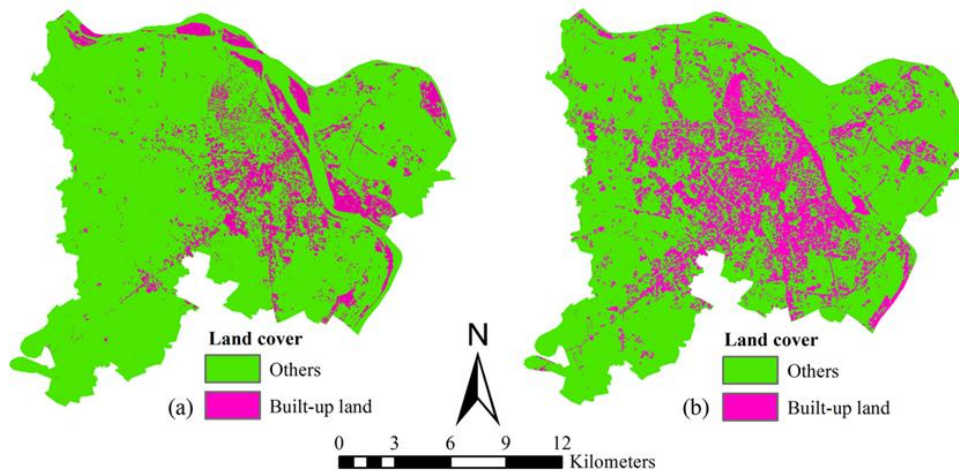 Land cover
Others
Built-up land
(a)
N
Land cover
Others
Built-up land
(b)
0 3 6 9 12
Kilometers